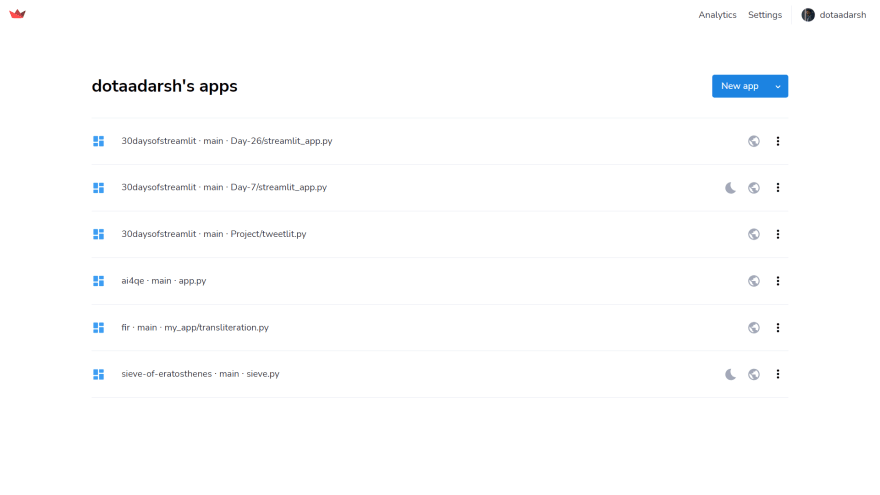 Analytics Settings dotaadarsh
dotaadarsh's apps
New app
30daysofstreamlit · main · Day-26/streamlit_app.py
30daysofstreamlit · main · Day-7/streamlit_app.py
30daysofstreamlit · main · Project/tweetlit.py
ai4qe · main · app.py
fir · main · my_app/transliteration.py
sieve-of-eratosthenes · main · sieve.py